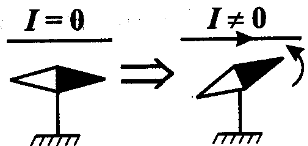 I = 0
I ≠ 0